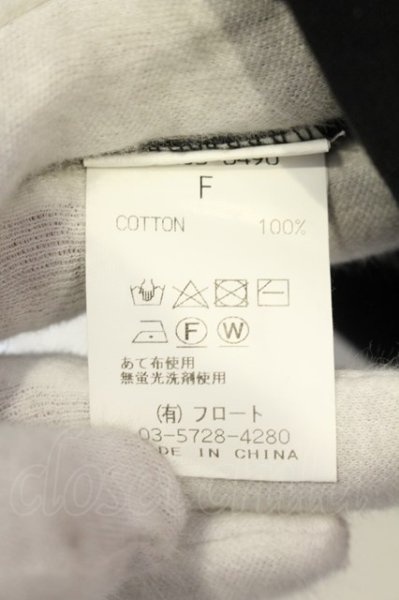 F
COTTON 100%
F W
あて布使用
無蛍光洗剤使用
(有) フロート
03-5728-4280
MADE IN CHINA